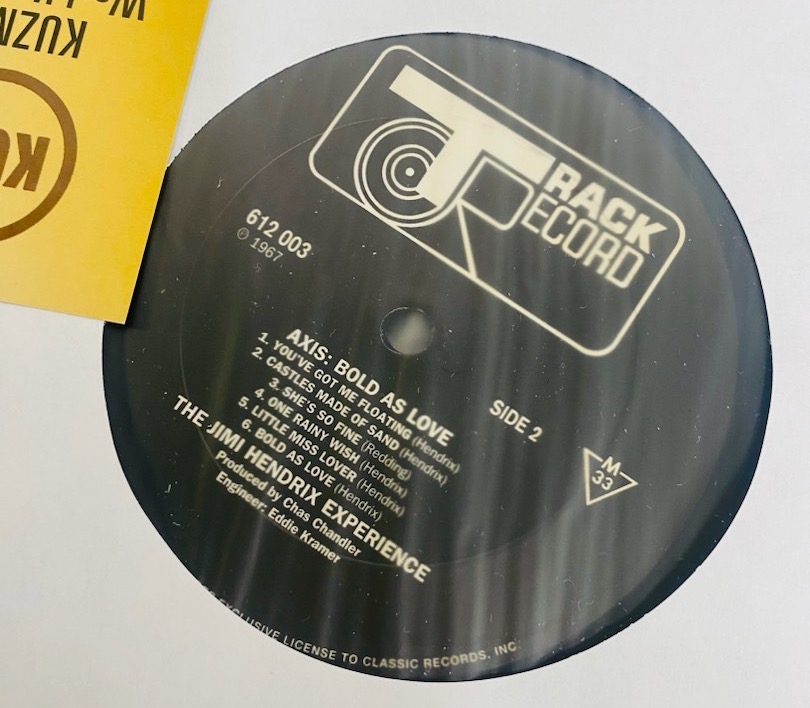 TRACK
RECORD
612 003
℗ 1967
AXIS: BOLD AS LOVE
1. YOU'VE GOT ME FLOATING (Hendrix)
2. CASTLES MADE OF SAND (Hendrix)
3. SHE'S SO FINE (Redding)
4. ONE RAINY WISH (Hendrix)
5. LITTLE MISS LOVER (Hendrix)
6. BOLD AS LOVE (Hendrix)
SIDE 2
M
33
THE JIMI HENDRIX EXPERIENCE
Produced by Chas Chandler
Engineer: Eddie Kramer
EXCLUSIVE LICENSE TO CLASSIC RECORDS, INC